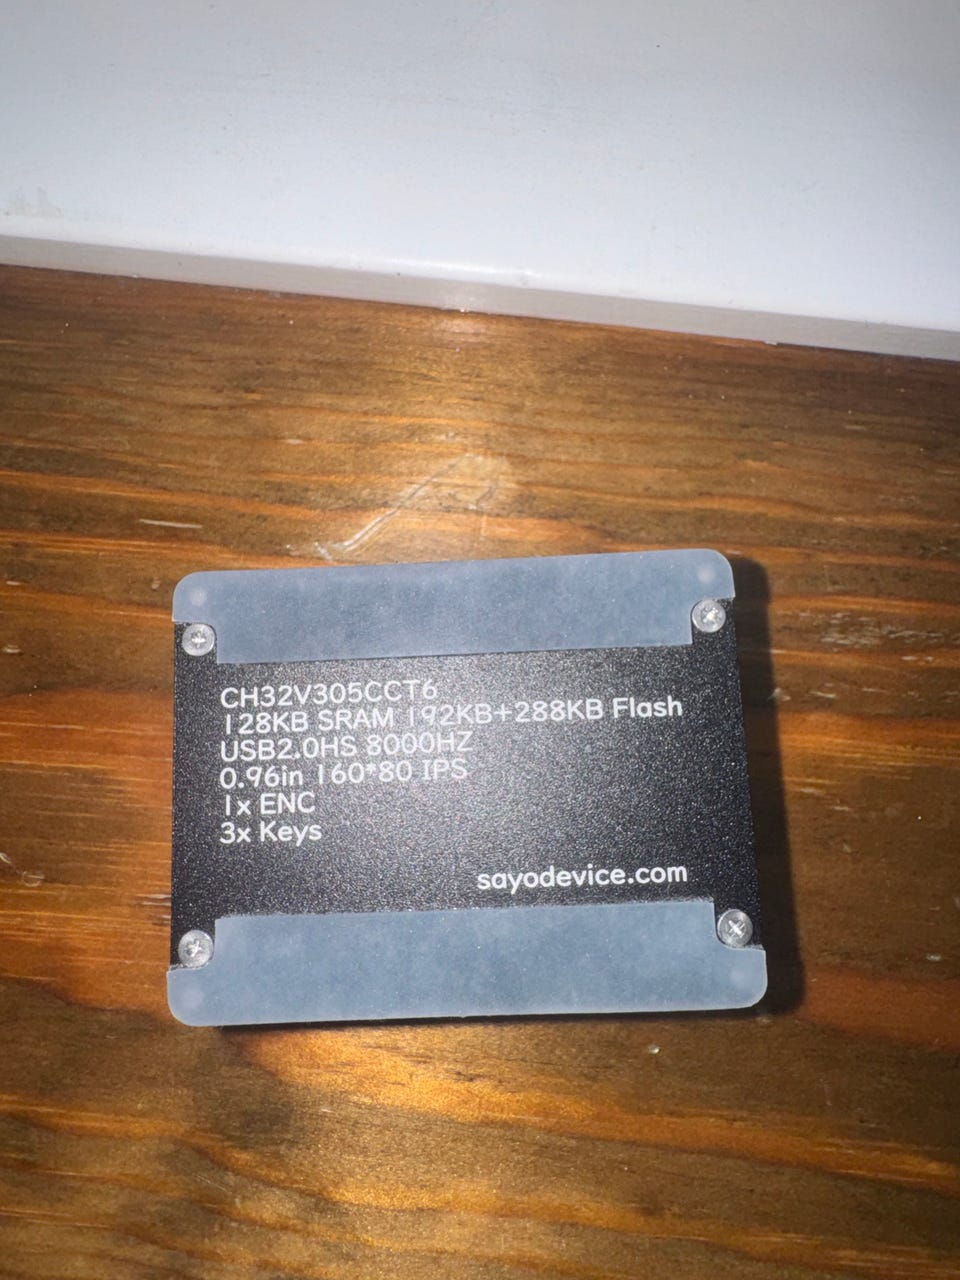 CH32V305CCT6
128KB SRAM 192KB+288KB Flash
USB2.0HS 8000HZ
0.96in 160*80 IPS
1x ENC
3x Keys
sayodevice.com